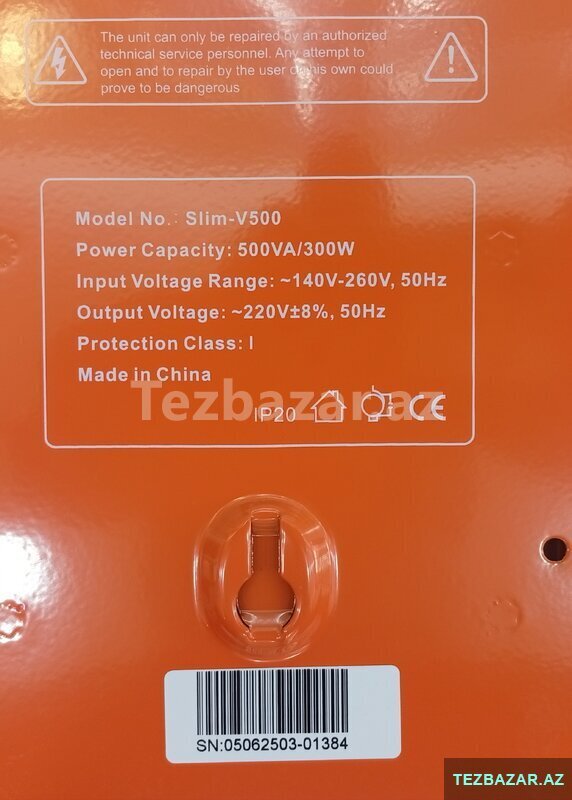 The unit can only be repaired by an authorized
technical service personnel. Any attempt to
open and to repair by the user on his own could
prove to be dangerous
Model No.: Slim-V500
Power Capacity: 500VA/300W
Input Voltage Range: ~140V-260V, 50Hz
Output Voltage: ~220V±8%, 50Hz
Protection Class: I
Made in China
Tezbazar.az
IP20 CE
SN:05062503-01384
TEZBAZAR.AZ